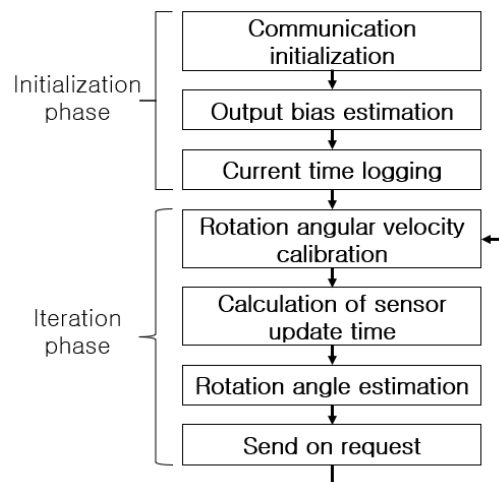 Communication
initialization
Initialization
phase
Output bias estimation
Current time logging
Rotation angular velocity
calibration
Calculation of sensor
update time
Iteration
phase
Rotation angle estimation
Send on request